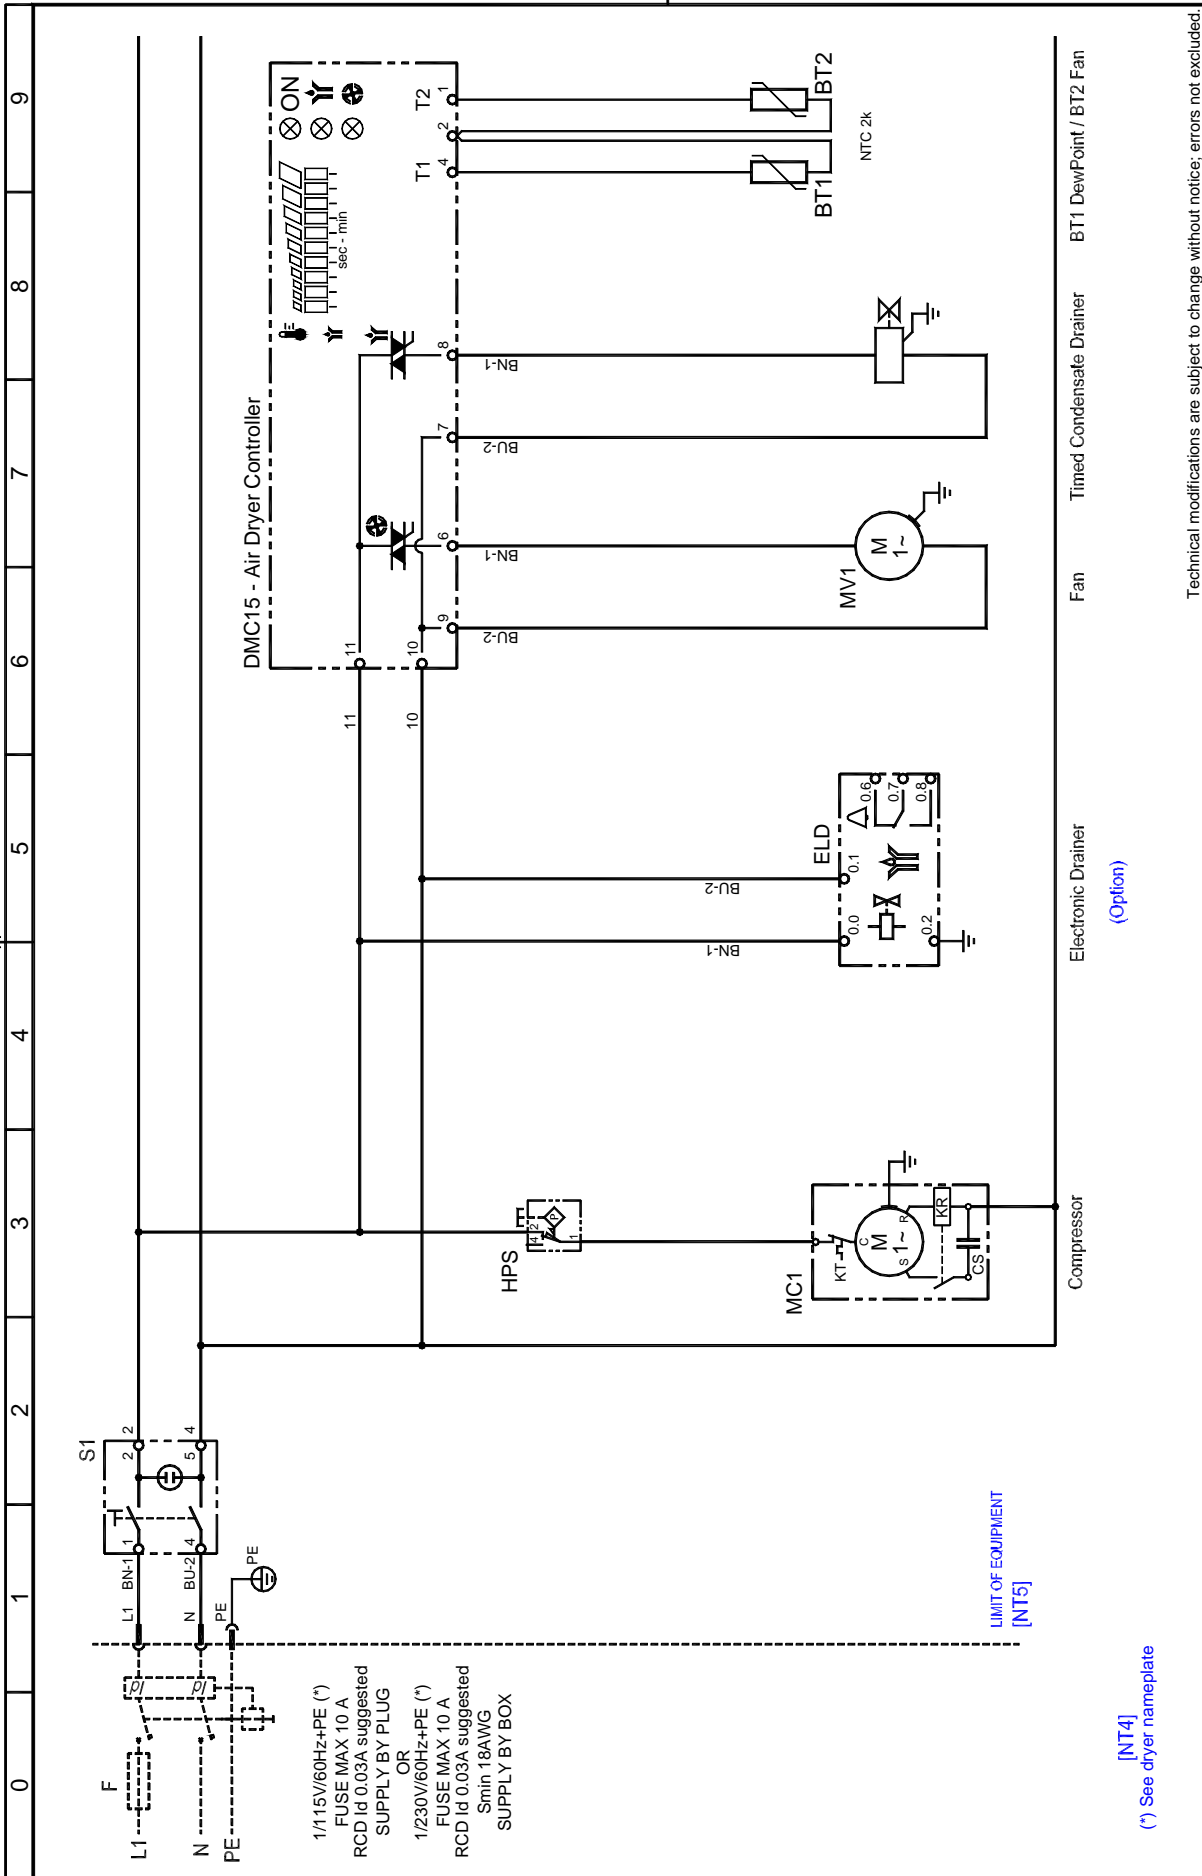 0 1 2 3 4 5 6 7 8 9
F
L1
N
PE
Id
Id
L1
BN-1
1
N
BU-2
4
PE
PE
S1
2
2
5
4
1/115V/60Hz+PE (*)
FUSE MAX 10 A
RCD Id 0.03A suggested
SUPPLY BY PLUG
OR
1/230V/60Hz+PE (*)
FUSE MAX 10 A
RCD Id 0.03A suggested
Smin 18AWG
SUPPLY BY BOX
LIMIT OF EQUIPMENT
[NT5]
[NT4]
(*) See dryer nameplate
HPS
4
2
P
1
MC1
KT
C
M
1~
S
R
KR
CS
Compressor
BN-1
BU-2
ELD
0.0
0.1
0.2
0.6
0.7
0.8
Electronic Drainer
(Option)
11
10
DMC15 - Air Dryer Controller
11
10
9
6
7
8
sec - min
ON
T1
T2
4
2
1
BU-2
BN-1
BU-2
BN-1
MV1
M
1~
Fan
Timed Condensate Drainer
BT1
BT2
NTC 2k
BT1 DewPoint / BT2 Fan
Technical modifications are subject to change without notice; errors not excluded.